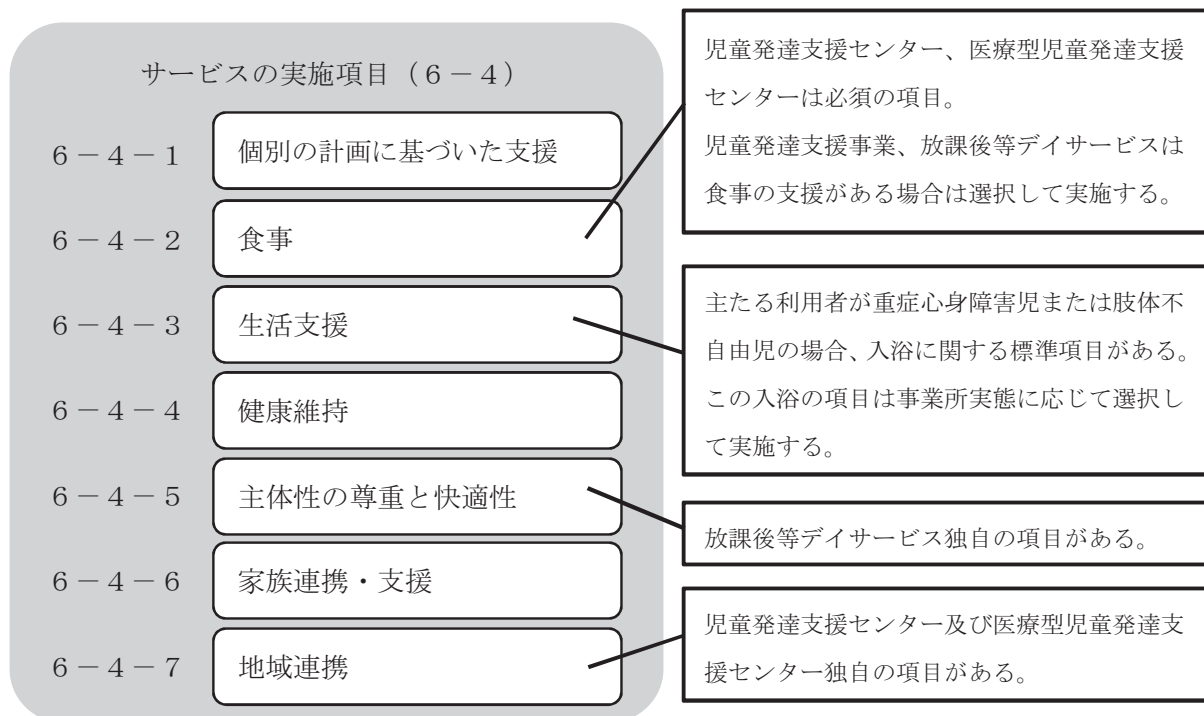 サービスの実施項目（６－４）
６－４－１ 個別の計画に基づいた支援
６－４－２ 食事
６－４－３ 生活支援
６－４－４ 健康維持
６－４－５ 主体性の尊重と快適性
６－４－６ 家族連携・支援
６－４－７ 地域連携
児童発達支援センター、医療型児童発達支援
センターは必須の項目。
児童発達支援事業、放課後等デイサービスは
食事の支援がある場合は選択して実施する。
主たる利用者が重症心身障害児または肢体不
自由児の場合、入浴に関する標準項目がある。
この入浴の項目は事業所実態に応じて選択し
て実施する。
放課後等デイサービス独自の項目がある。
児童発達支援センター及び医療型児童発達支
援センター独自の項目がある。